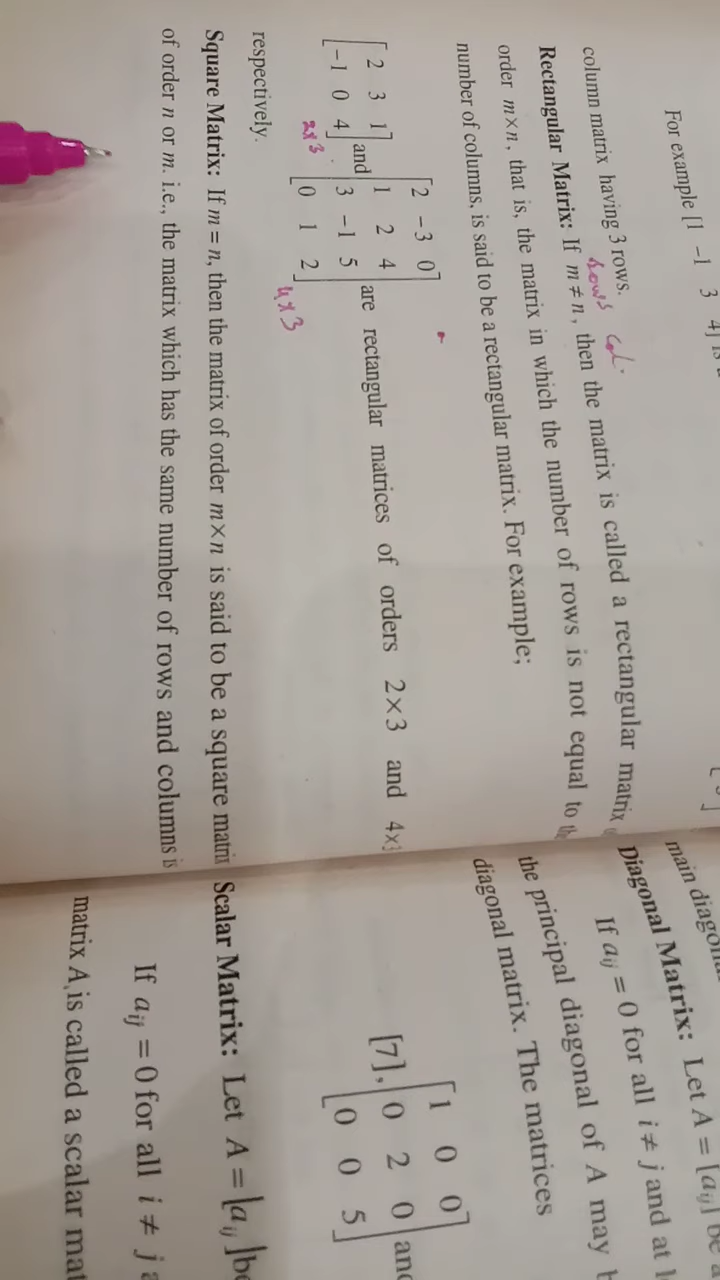 For example [1 -1 3 4] is
column matrix having 3 rows.
rows col.
Rectangular Matrix: If m ≠ n, then the matrix is called a rectangular matrix
order m×n, that is, the matrix in which the number of rows is not equal to
number of columns, is said to be a rectangular matrix. For example;
[2 3 1
-1 0 4] and [2 -3 0
1 2 4
3 -1 5
0 1 2] are rectangular matrices of orders 2×3 and 4×
2×3
4×3
respectively.
Square Matrix: If m = n, then the matrix of order m×n is said to be a square
of order n or m. i.e., the matrix which has the same number of rows and columns is
main
Diagonal Matrix: Let A = [aij]
If aij = 0 for all i ≠ j and at
the principal diagonal of A may
diagonal matrix. The matrices
[7], [1 0 0
0 2 0
0 0 5]
Scalar Matrix: Let A = [aij]
If aij = 0 for all i ≠ j
matrix A is called a scalar